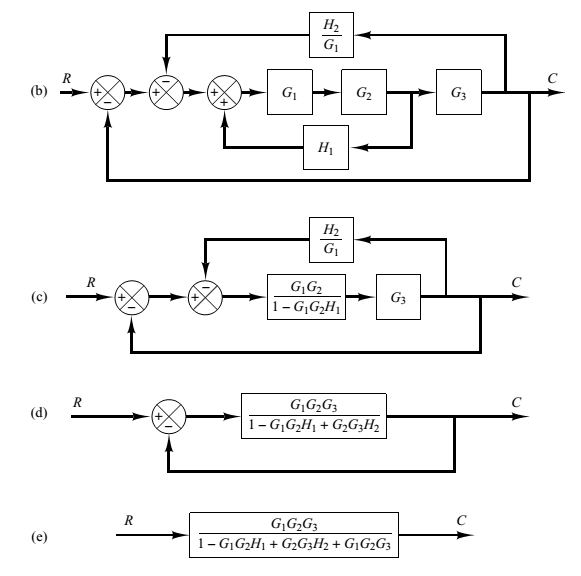 H₂
G₁
(b)
R
+
−
+
−
+
+
G₁
G₂
G₃
C
H₁
H₂
G₁
(c)
R
+
−
+
−
G₁G₂
1 − G₁G₂H₁
G₃
C
(d)
R
+
−
G₁G₂G₃
1 − G₁G₂H₁ + G₂G₃H₂
C
(e)
R
G₁G₂G₃
1 − G₁G₂H₁ + G₂G₃H₂ + G₁G₂G₃
C